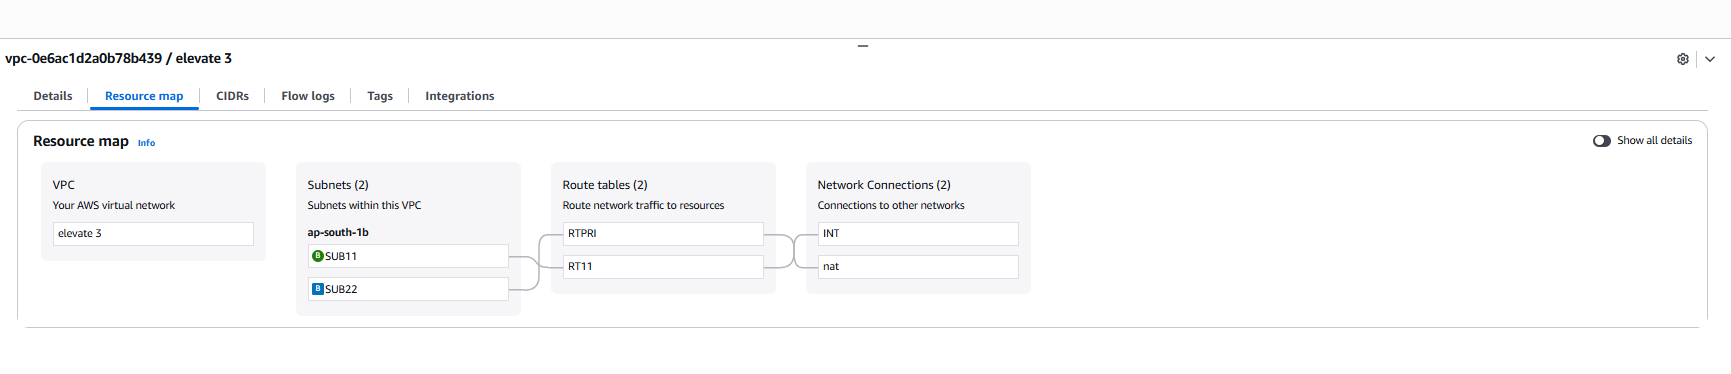 vpc-0e6ac1d2a0b78b439 / elevate 3
Details
Resource map
CIDRs
Flow logs
Tags
Integrations
Resource map Info
Show all details
VPC
Your AWS virtual network
elevate 3
Subnets (2)
Subnets within this VPC
ap-south-1b
B SUB11
B SUB22
Route tables (2)
Route network traffic to resources
RTPRI
RT11
Network Connections (2)
Connections to other networks
INT
nat